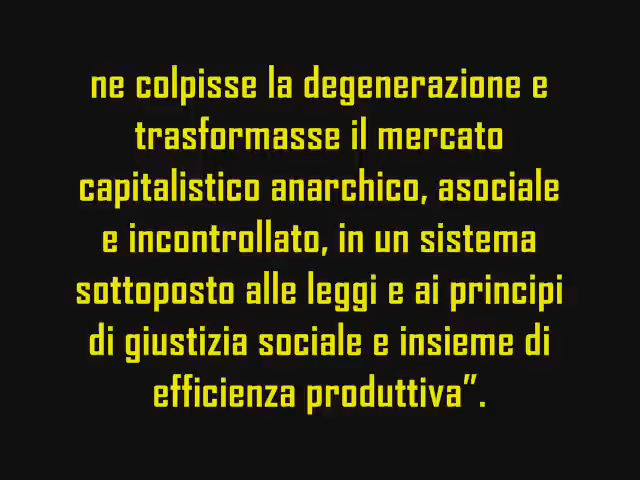 ne colpisse la degenerazione e
trasformasse il mercato
capitalistico anarchico, asociale
e incontrollato, in un sistema
sottoposto alle leggi e ai principi
di giustizia sociale e insieme di
efficienza produttiva”.